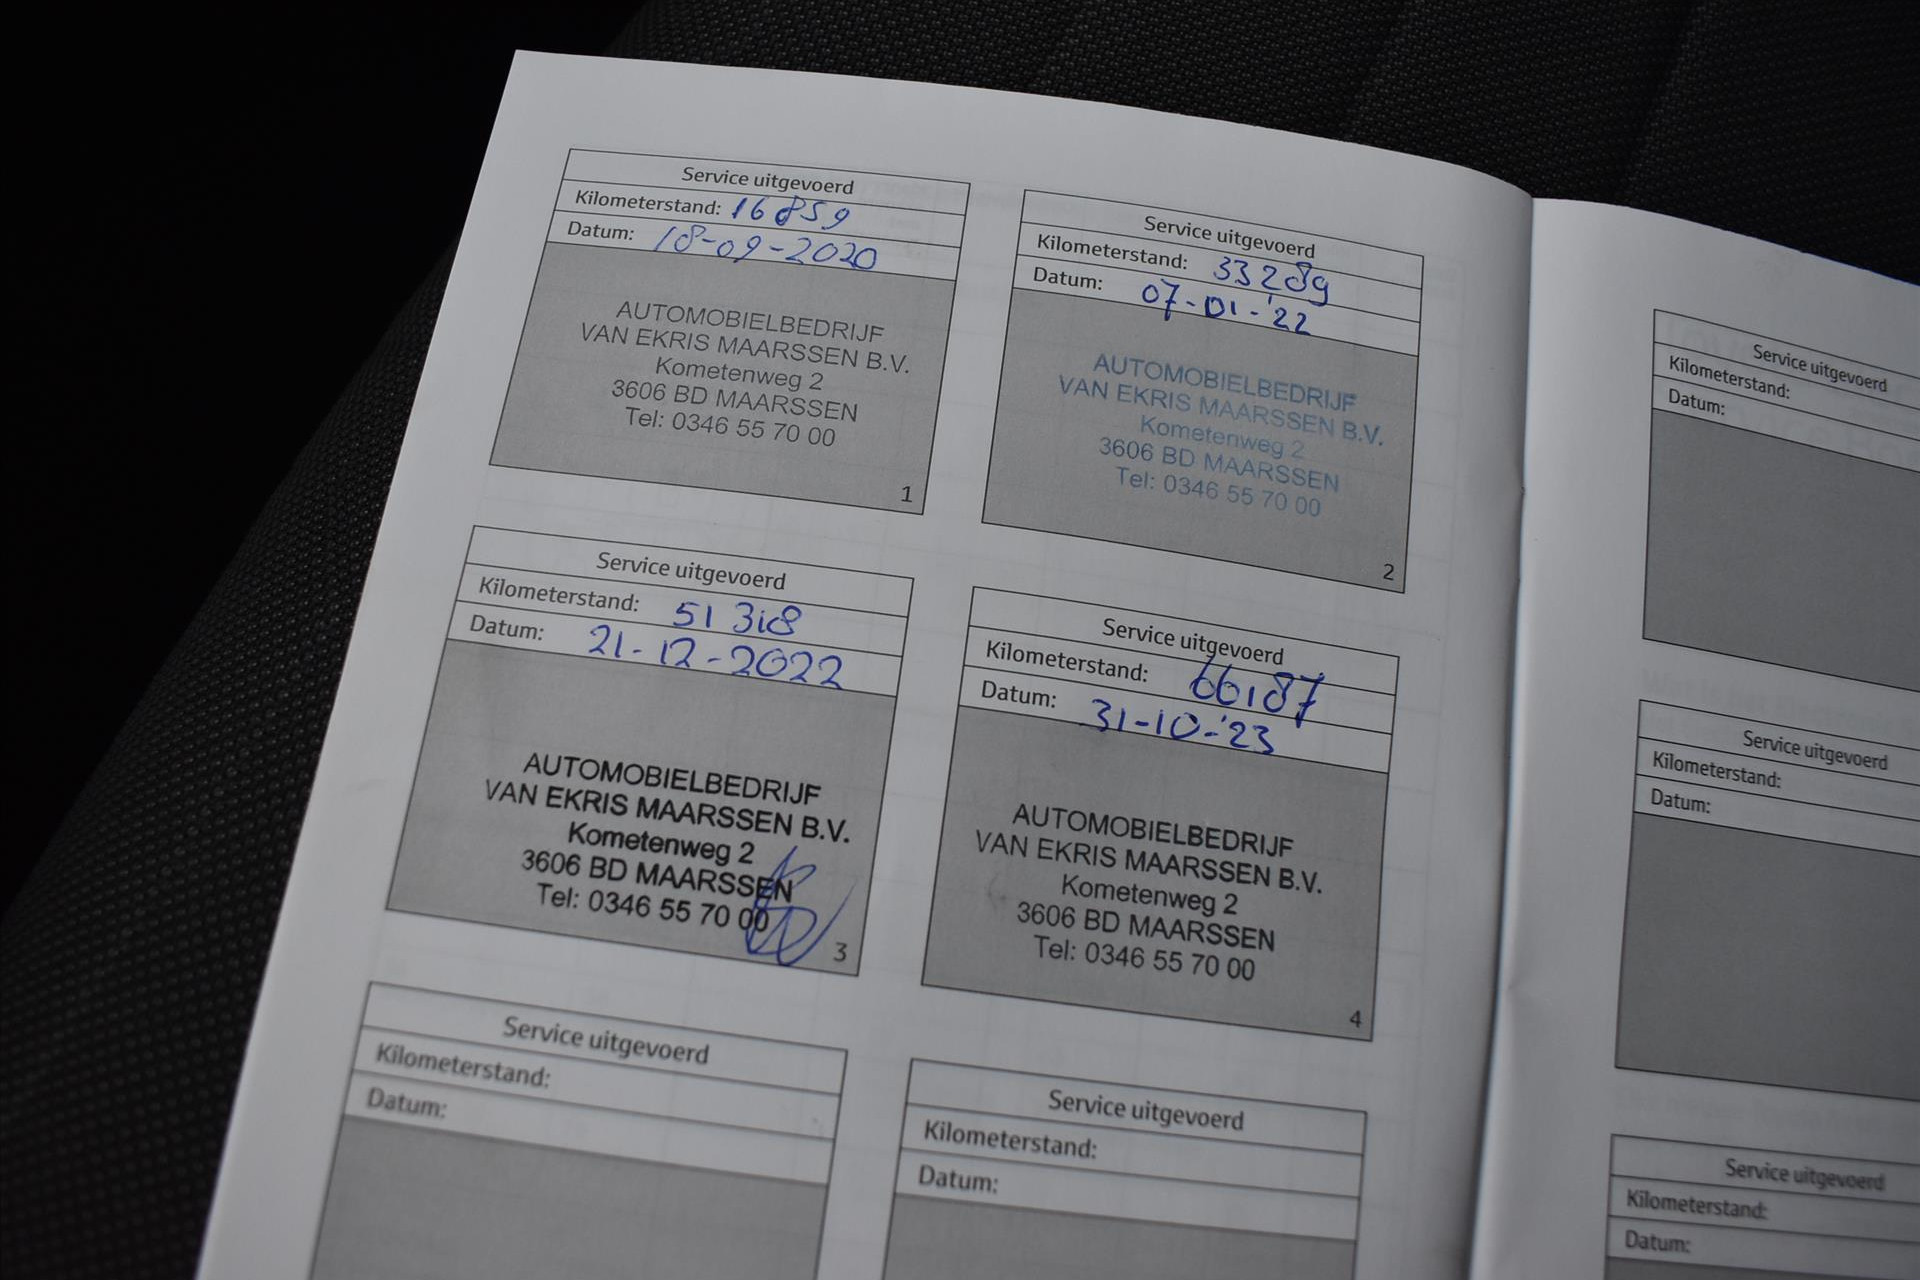 Service uitgevoerd
Kilometerstand: 16859
Datum: 18-09-2020
AUTOMOBIELBEDRIJF
VAN EKRIS MAARSSEN B.V.
Kometenweg 2
3606 BD MAARSSEN
Tel: 0346 55 70 00
1
Service uitgevoerd
Kilometerstand: 33289
Datum: 07-01-'22
AUTOMOBIELBEDRIJF
VAN EKRIS MAARSSEN B.V.
Kometenweg 2
3606 BD MAARSSEN
Tel: 0346 55 70 00
2
Service uitgevoerd
Kilometerstand: 51318
Datum: 21-12-2022
AUTOMOBIELBEDRIJF
VAN EKRIS MAARSSEN B.V.
Kometenweg 2
3606 BD MAARSSEN
Tel: 0346 55 70 00
3
Service uitgevoerd
Kilometerstand: 66187
Datum: 31-10-'23
AUTOMOBIELBEDRIJF
VAN EKRIS MAARSSEN B.V.
Kometenweg 2
3606 BD MAARSSEN
Tel: 0346 55 70 00
4
Service uitgevoerd
Kilometerstand:
Datum:
Service uitgevoerd
Kilometerstand:
Datum:
Service uitgevoerd
Kilometerstand:
Datum:
Service uitgevoerd
Kilometerstand:
Datum:
Service uitgevoerd
Kilometerstand:
Datum: